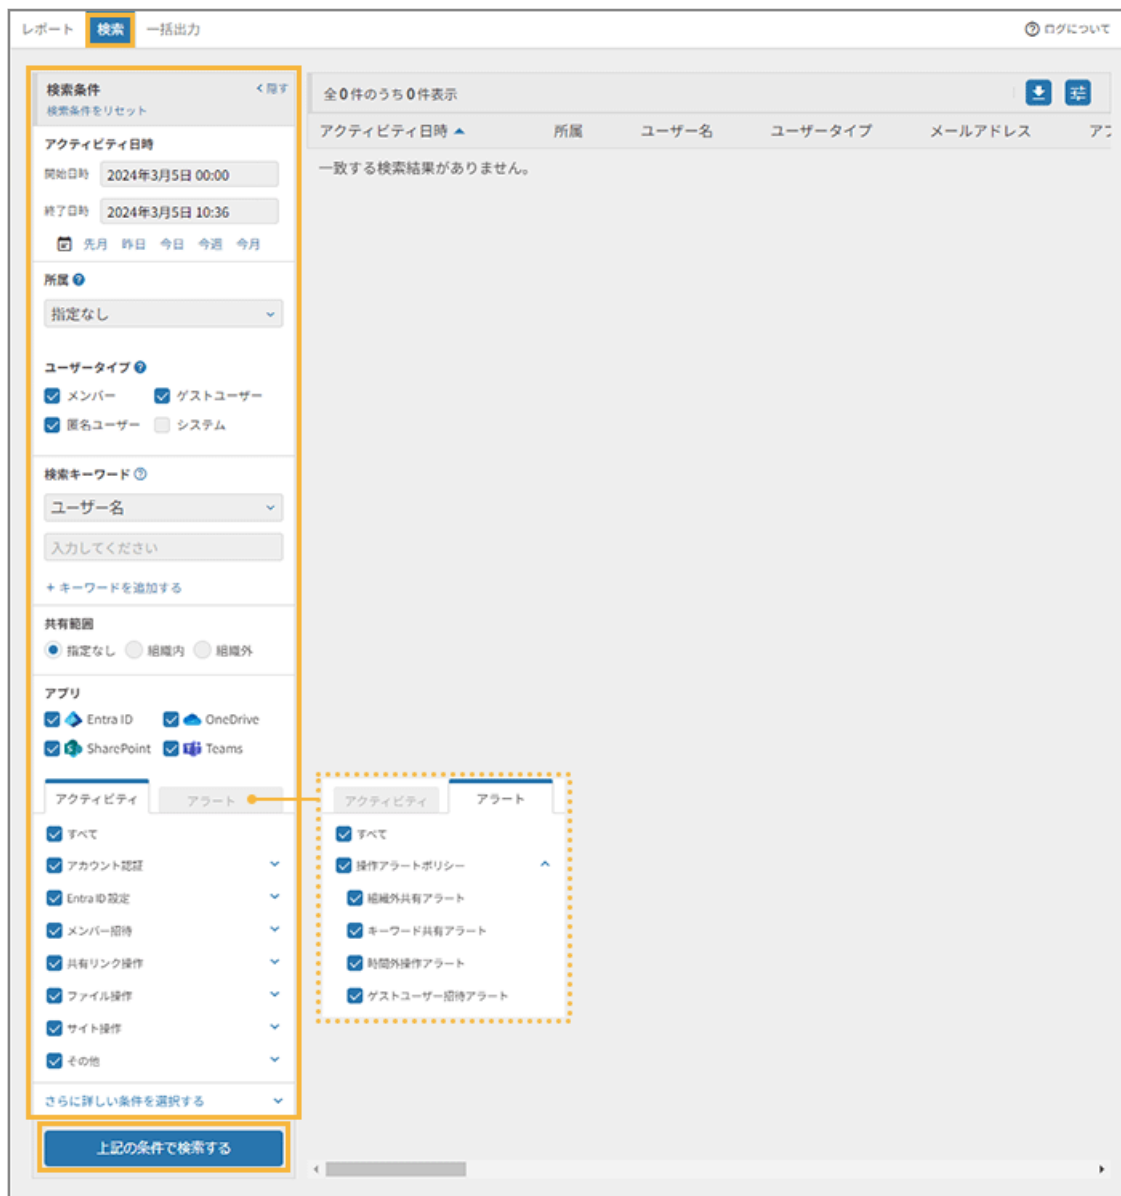 レポート 検索 一括出力 ログについて
検索条件 隠す
検索条件をリセット
アクティビティ日時
開始日時 2024年3月5日 00:00
終了日時 2024年3月5日 10:36
先月 昨日 今日 今週 今月
所属
指定なし
ユーザータイプ
メンバー ゲストユーザー
匿名ユーザー システム
検索キーワード
ユーザー名
入力してください
+ キーワードを追加する
共有範囲
指定なし 組織内 組織外
アプリ
Entra ID OneDrive
SharePoint Teams
アクティビティ アラート
すべて
アカウント認証
Entra ID 設定
メンバー招待
共有リンク操作
ファイル操作
サイト操作
その他
さらに詳しい条件を選択する
上記の条件で検索する
全0件のうち0件表示
アクティビティ日時 所属 ユーザー名 ユーザータイプ メールアドレス
一致する検索結果がありません。
アクティビティ アラート
すべて
操作アラートポリシー
組織外共有アラート
キーワード共有アラート
時間外操作アラート
ゲストユーザー招待アラート